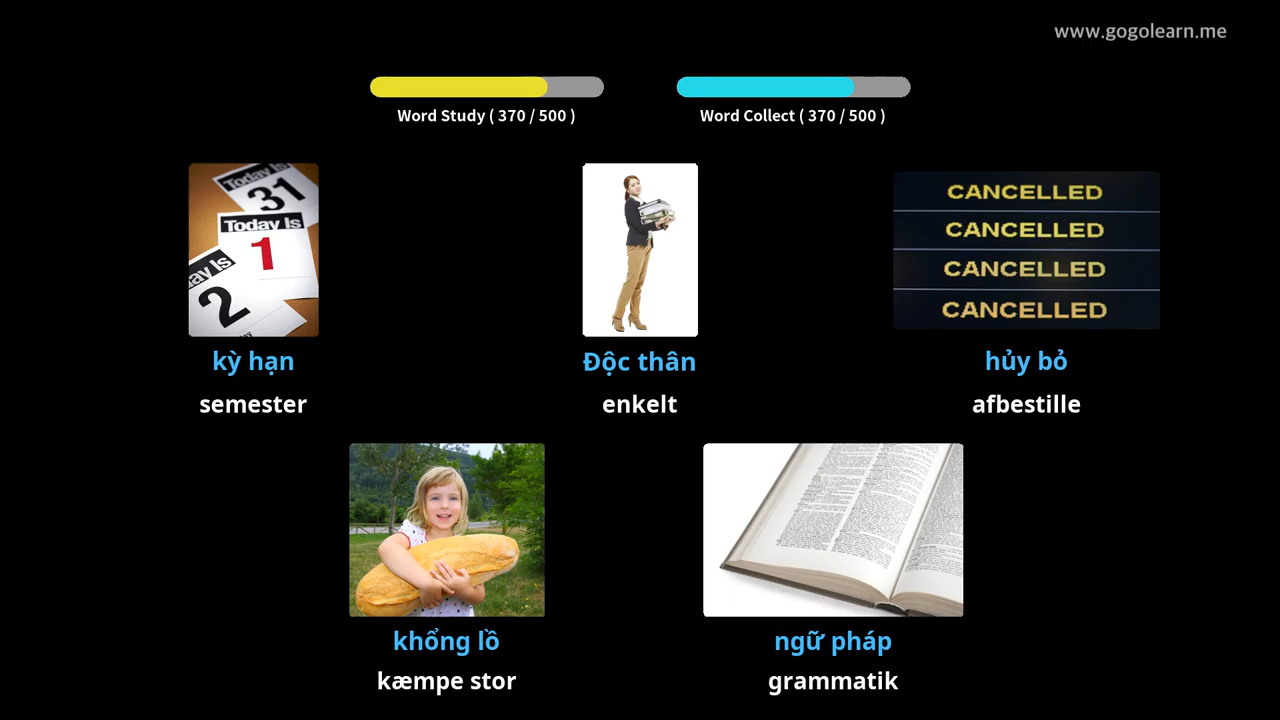 www.gogolearn.me
Word Study ( 370 / 500 )
Word Collect ( 370 / 500 )
Today Is
31
Today Is
1
ay Is
2
CANCELLED
CANCELLED
CANCELLED
CANCELLED
kỳ hạn
Độc thân
hủy bỏ
semester
enkelt
afbestille
khổng lồ
ngữ pháp
kæmpe stor
grammatik